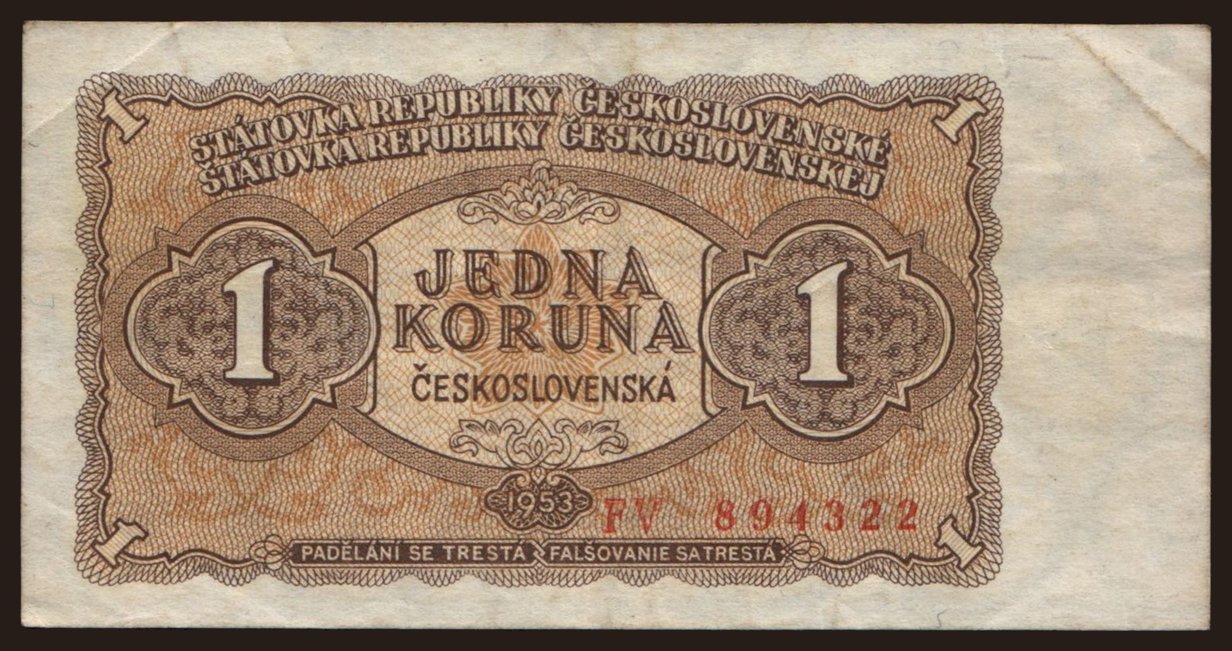 1 1
STÁTOVKA REPUBLIKY ČESKOSLOVENSKÉ
ŠTÁTOVKA REPUBLIKY ČESKOSLOVENSKEJ
1 JEDNA 1
KORUNA
ČESKOSLOVENSKÁ
1953 FV 894322
1 PADĚLÁNÍ SE TRESTÁ FALŠOVANIE SA TRESTÁ 1